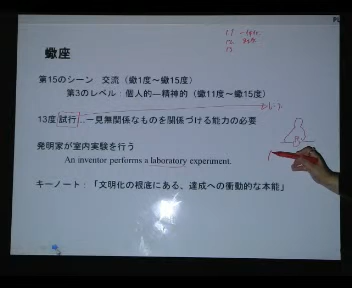 蠍座
第15のシーン 交流（蠍1度〜蠍15度）
第3のレベル：個人的―精神的（蠍11度〜蠍15度）
13度 試行…一見無関係なものを関係づける能力の必要
発明家が室内実験を行う
An inventor performs a laboratory experiment.
キーノート：「文明化の根底にある、達成への衝動的な本能」
11
12
13